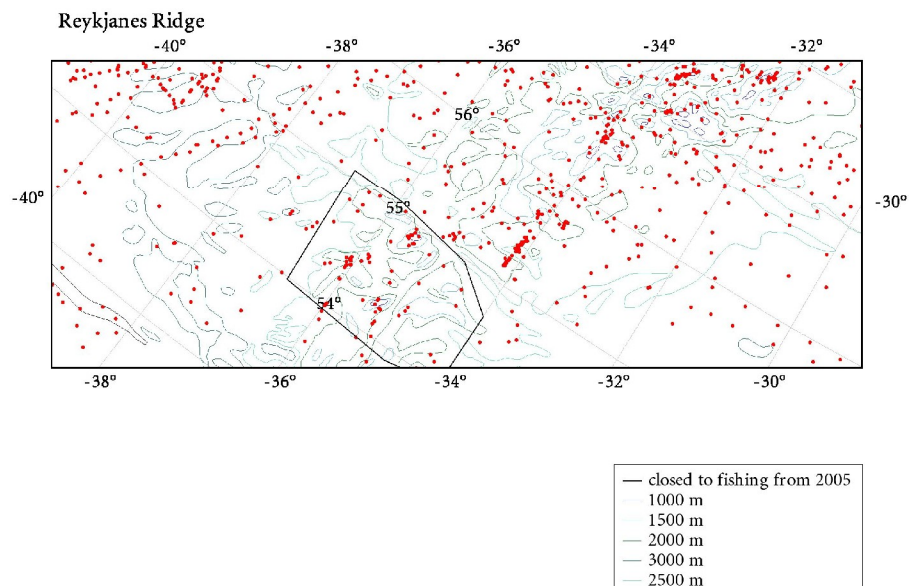 Reykjanes Ridge
-40° -38° -36° -34° -32°
56°
-40° -30°
55°
54°
-38° -36° -34° -32° -30°
closed to fishing from 2005
1000 m
1500 m
2000 m
3000 m
2500 m